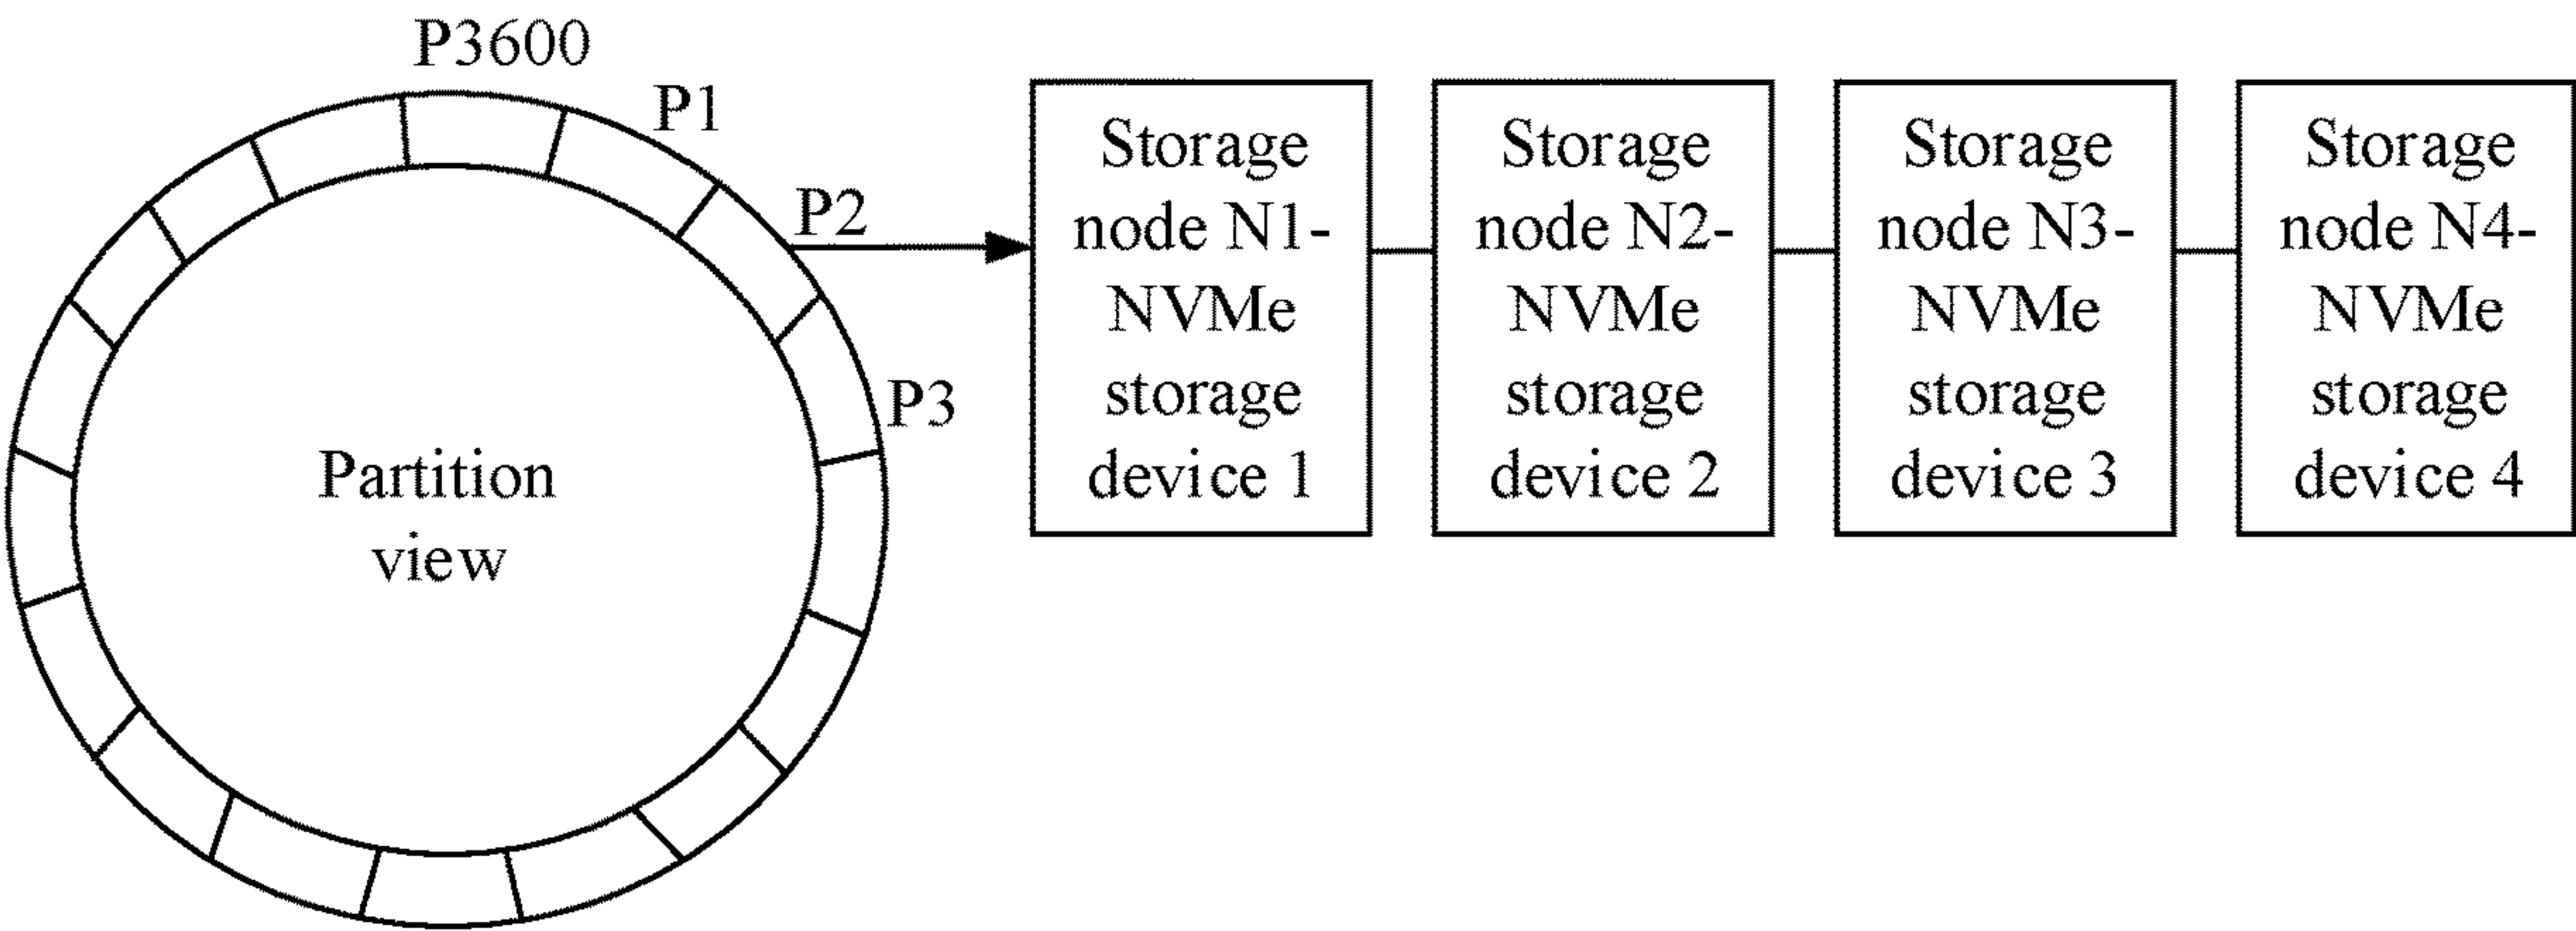 P3600
P1
P2
P3
Partition
view
Storage
node N1-
NVMe
storage
device 1
Storage
node N2-
NVMe
storage
device 2
Storage
node N3-
NVMe
storage
device 3
Storage
node N4-
NVMe
storage
device 4